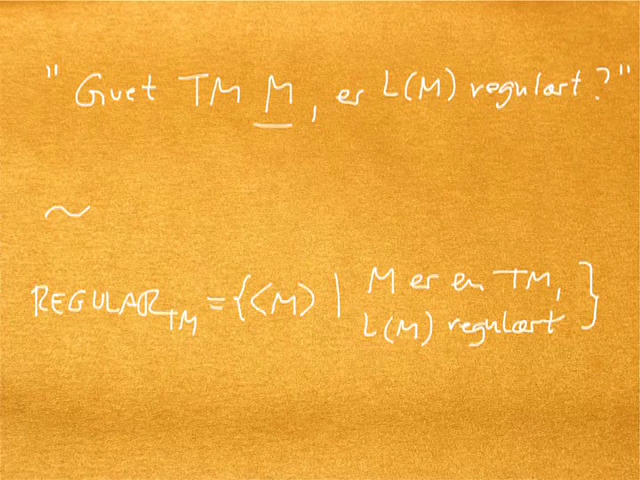 "Givet TM M, er L(M) regulært?"
~
REGULAR_TM = {⟨M⟩ | M er en TM,
L(M) regulært}